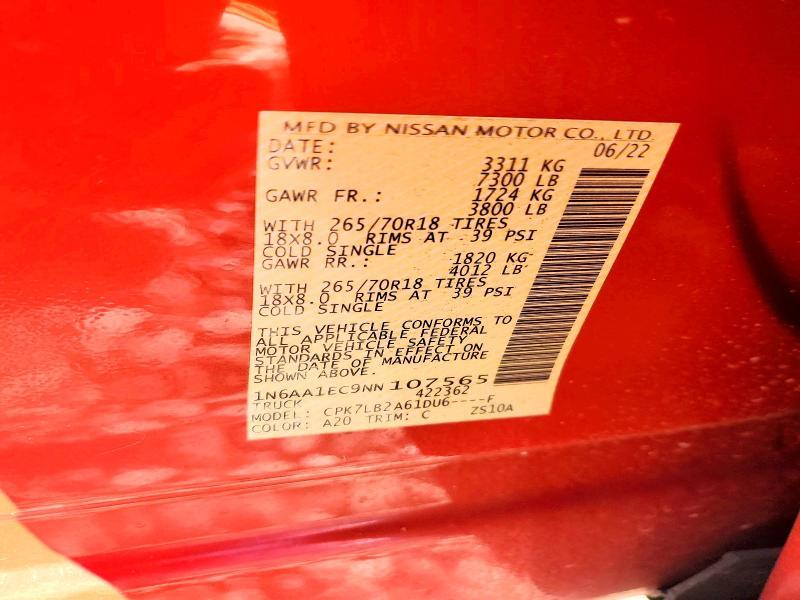 MFD BY NISSAN MOTOR CO., LTD.
DATE: 06/22
GVWR: 3311 KG
7300 LB
GAWR FR.: 1724 KG
3800 LB
WITH 265/70R18 TIRES
18X8.0 RIMS AT 39 PSI
COLD SINGLE
GAWR RR.: 1820 KG
4012 LB
WITH 265/70R18 TIRES
18X8.0 RIMS AT 39 PSI
COLD SINGLE
THIS VEHICLE CONFORMS TO
ALL APPLICABLE FEDERAL
MOTOR VEHICLE SAFETY
STANDARDS IN EFFECT ON
THE DATE OF MANUFACTURE
SHOWN ABOVE.
1N6AA1EC9NN107565
TRUCK 422362
MODEL: CPK7LB2A61DU6----F
COLOR: A20 TRIM: C ZS10A